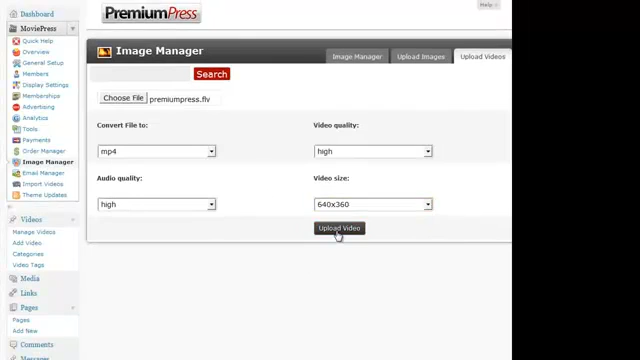 Dashboard
PremiumPress
Help
MoviePress
Quick Help
Overview
General Setup
Members
Display Settings
Memberships
Advertising
Analytics
Tools
Payments
Order Manager
Image Manager
Email Manager
Import Videos
Theme Updates
Videos
Manage Videos
Add Video
Categories
Video Tags
Media
Links
Pages
Pages
Add New
Comments
Messages
Image Manager
Image Manager
Upload Images
Upload Videos
Search
Choose File premiumpress.flv
Convert File to:
Video quality:
mp4
high
Audio quality:
Video size:
high
640x360
Upload Video